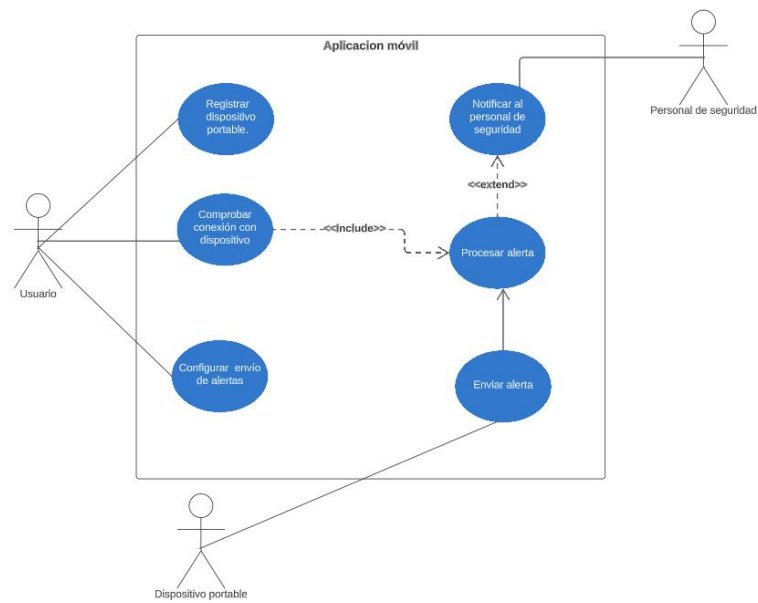 Aplicacion móvil
Registrar
dispositivo
portable.
Notificar al
personal de
seguridad
Personal de seguridad
<<extend>>
Comprobar
conexión con
dispositivo
<<Include>>
Procesar alerta
Usuario
Configurar envío
de alertas
Enviar alerta
Dispositivo portable